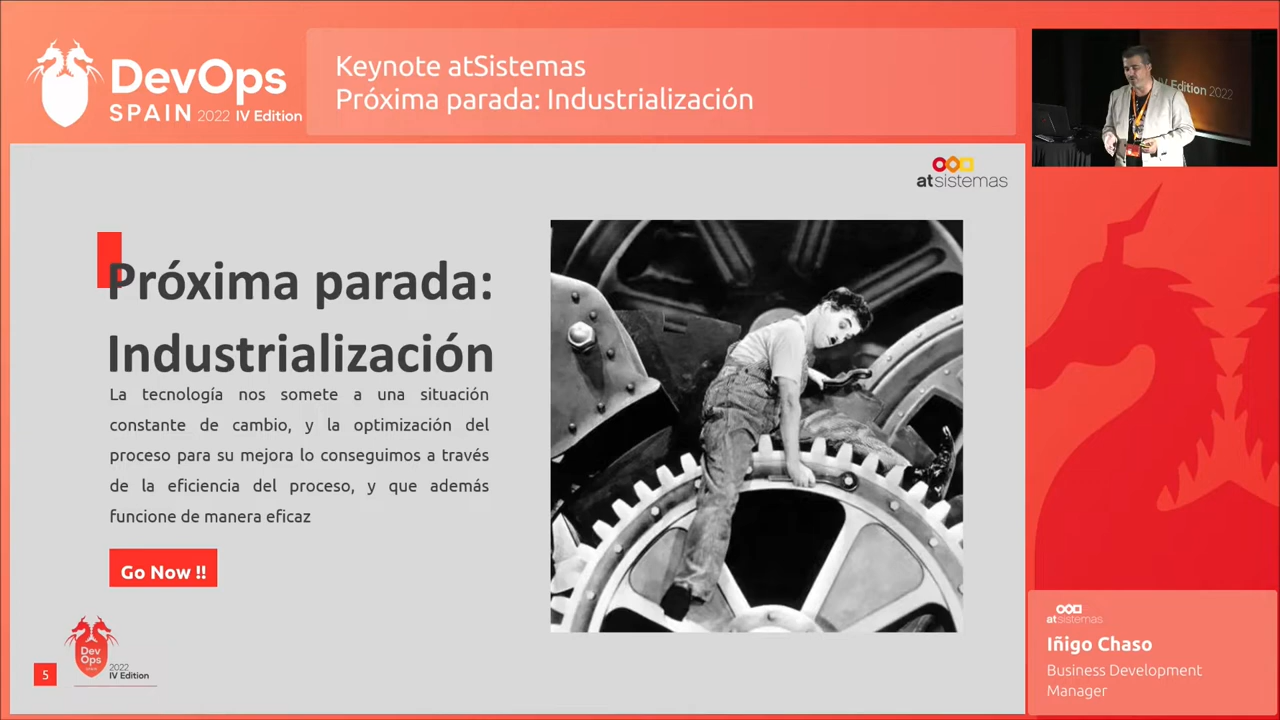 DevOps
SPAIN 2022 IV Edition
Keynote atSistemas
Próxima parada: Industrialización
IV Edition 2022
atsistemas
Próxima parada:
Industrialización
La tecnología nos somete a una situación
constante de cambio, y la optimización del
proceso para su mejora lo conseguimos a través
de la eficiencia del proceso, y que además
funcione de manera eficaz
Go Now !!
Dev
Ops
2022
IV Edition
5
atsistemas
Iñigo Chaso
Business Development
Manager